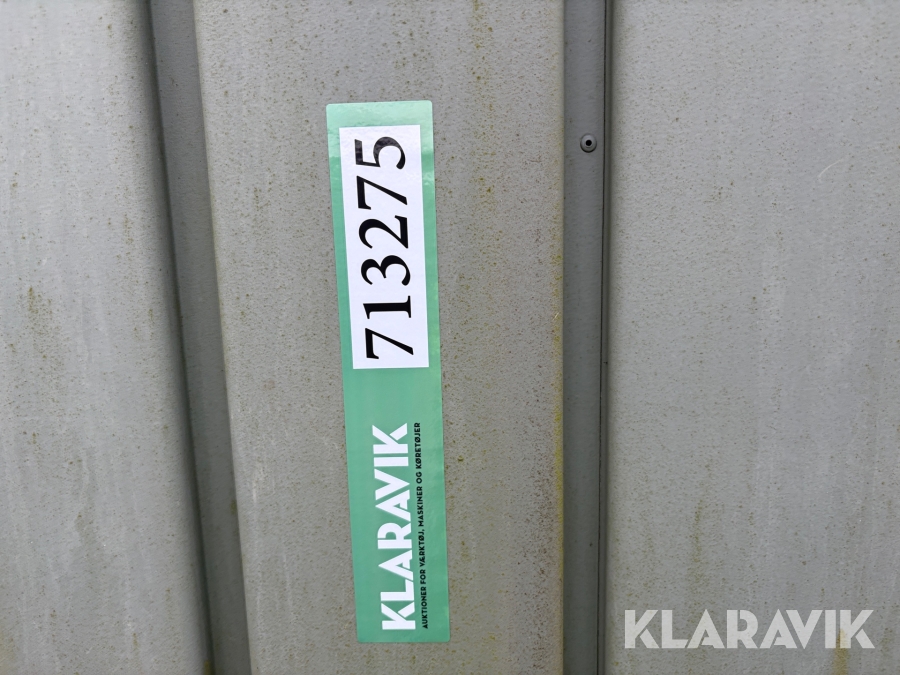 713275
KLARAVIK
AUKTIONER FOR VÆRKTØJ, MASKINER OG KØRETØJER
KLARAVIK